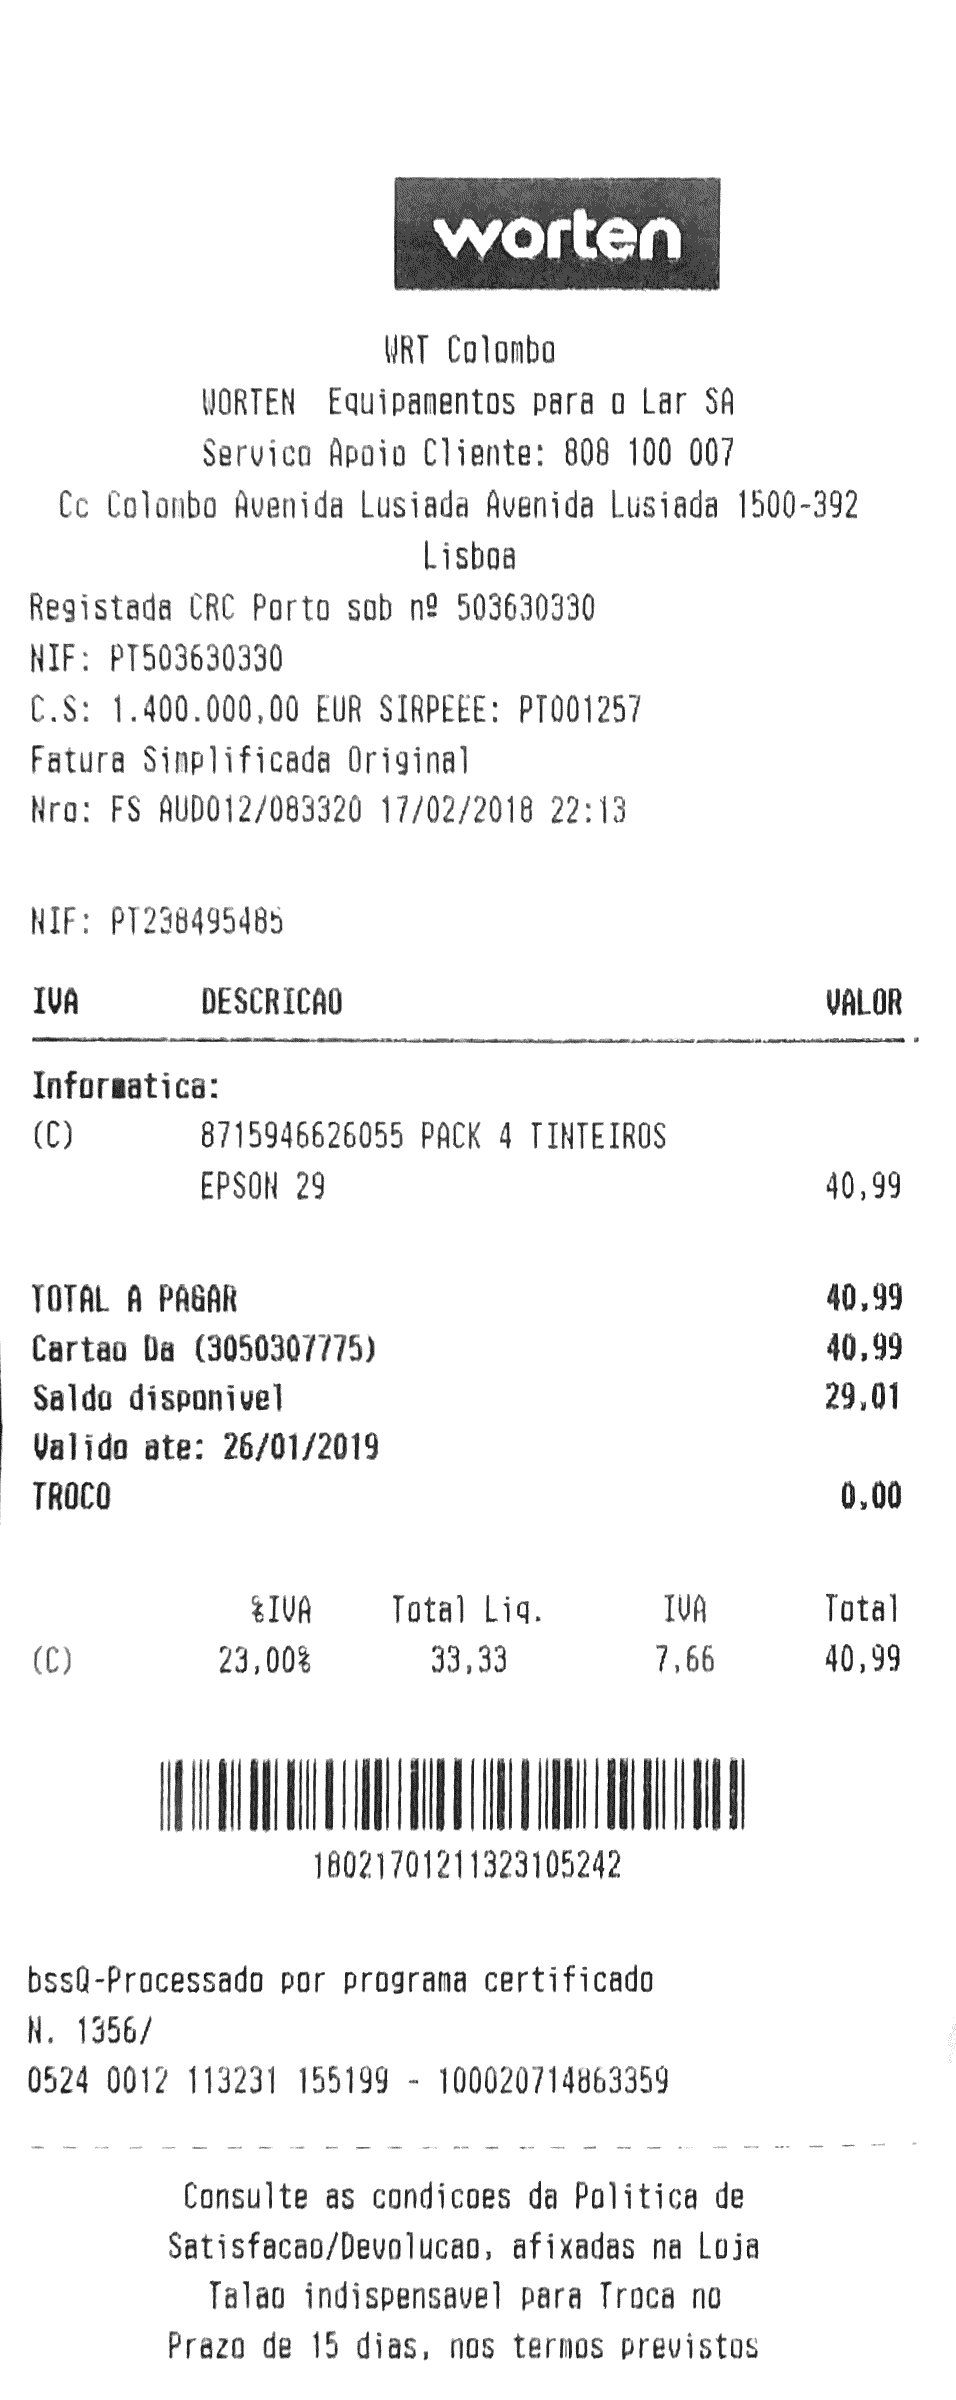 worten
WRT Colombo
WORTEN Equipamentos para o Lar SA
Servico Apoio Cliente: 808 100 007
Cc Colombo Avenida Lusiada Avenida Lusiada 1500-392
Lisboa
Registada CRC Porto sob nº 503630330
NIF: PT503630330
C.S: 1.400.000,00 EUR SIRPEEE: PT001257
Fatura Simplificada Original
Nro: FS AUD012/083320 17/02/2018 22:13
NIF: PT238495485
IVA DESCRICAO VALOR
Informatica:
(C) 8715946626055 PACK 4 TINTEIROS
EPSON 29 40,99
TOTAL A PAGAR 40,99
Cartao Da (3050307775) 40,99
Saldo disponivel 29,01
Valido ate: 26/01/2019
TROCO 0,00
%IVA Total Liq. IVA Total
(C) 23,00% 33,33 7,66 40,99
18021701211323105242
bssQ-Processado por programa certificado
N. 1356/
0524 0012 113231 155199 - 100020714863359
Consulte as condicoes da Politica de
Satisfacao/Devolucao, afixadas na Loja
Talao indispensavel para Troca no
Prazo de 15 dias, nos termos previstos